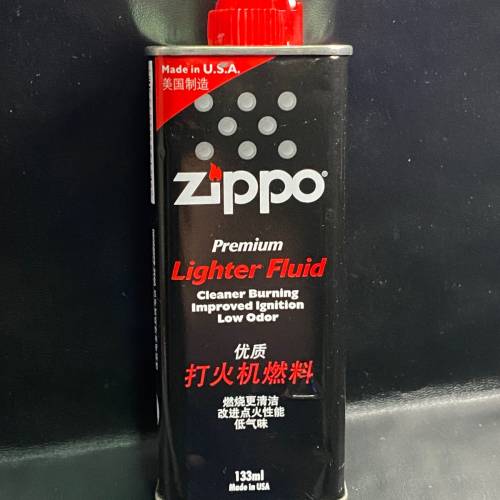 Made in U.S.A.
美国制造
zippo®
Premium
Lighter Fluid
Cleaner Burning
Improved Ignition
Low Odor
优质
打火机燃料
燃烧更清洁
改进点火性能
低气味
133ml
Made in USA